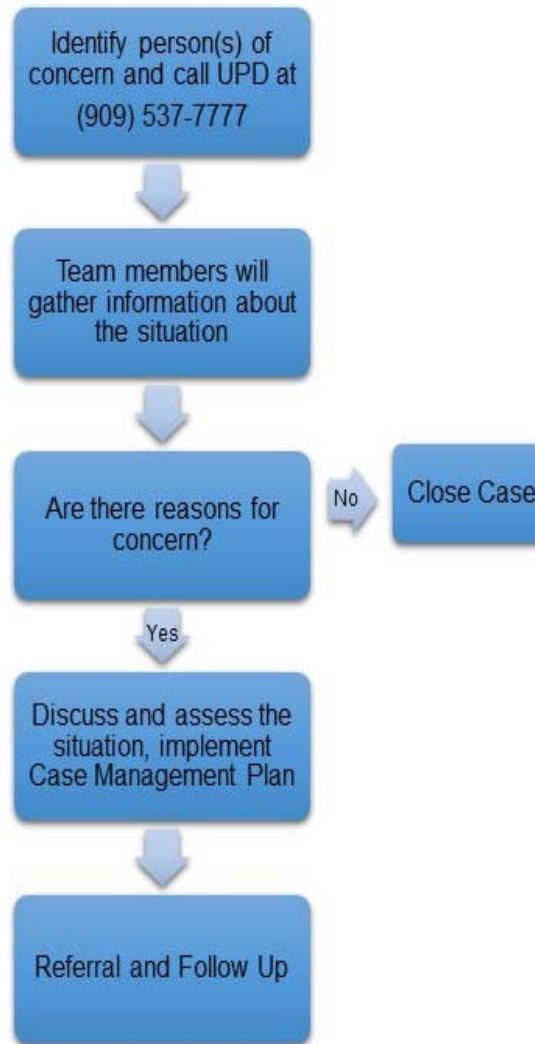 Identify person(s) of
concern and call UPD at
(909) 537-7777
Team members will
gather information about
the situation
Are there reasons for
concern?
No
Close Case
Yes
Discuss and assess the
situation, implement
Case Management Plan
Referral and Follow Up